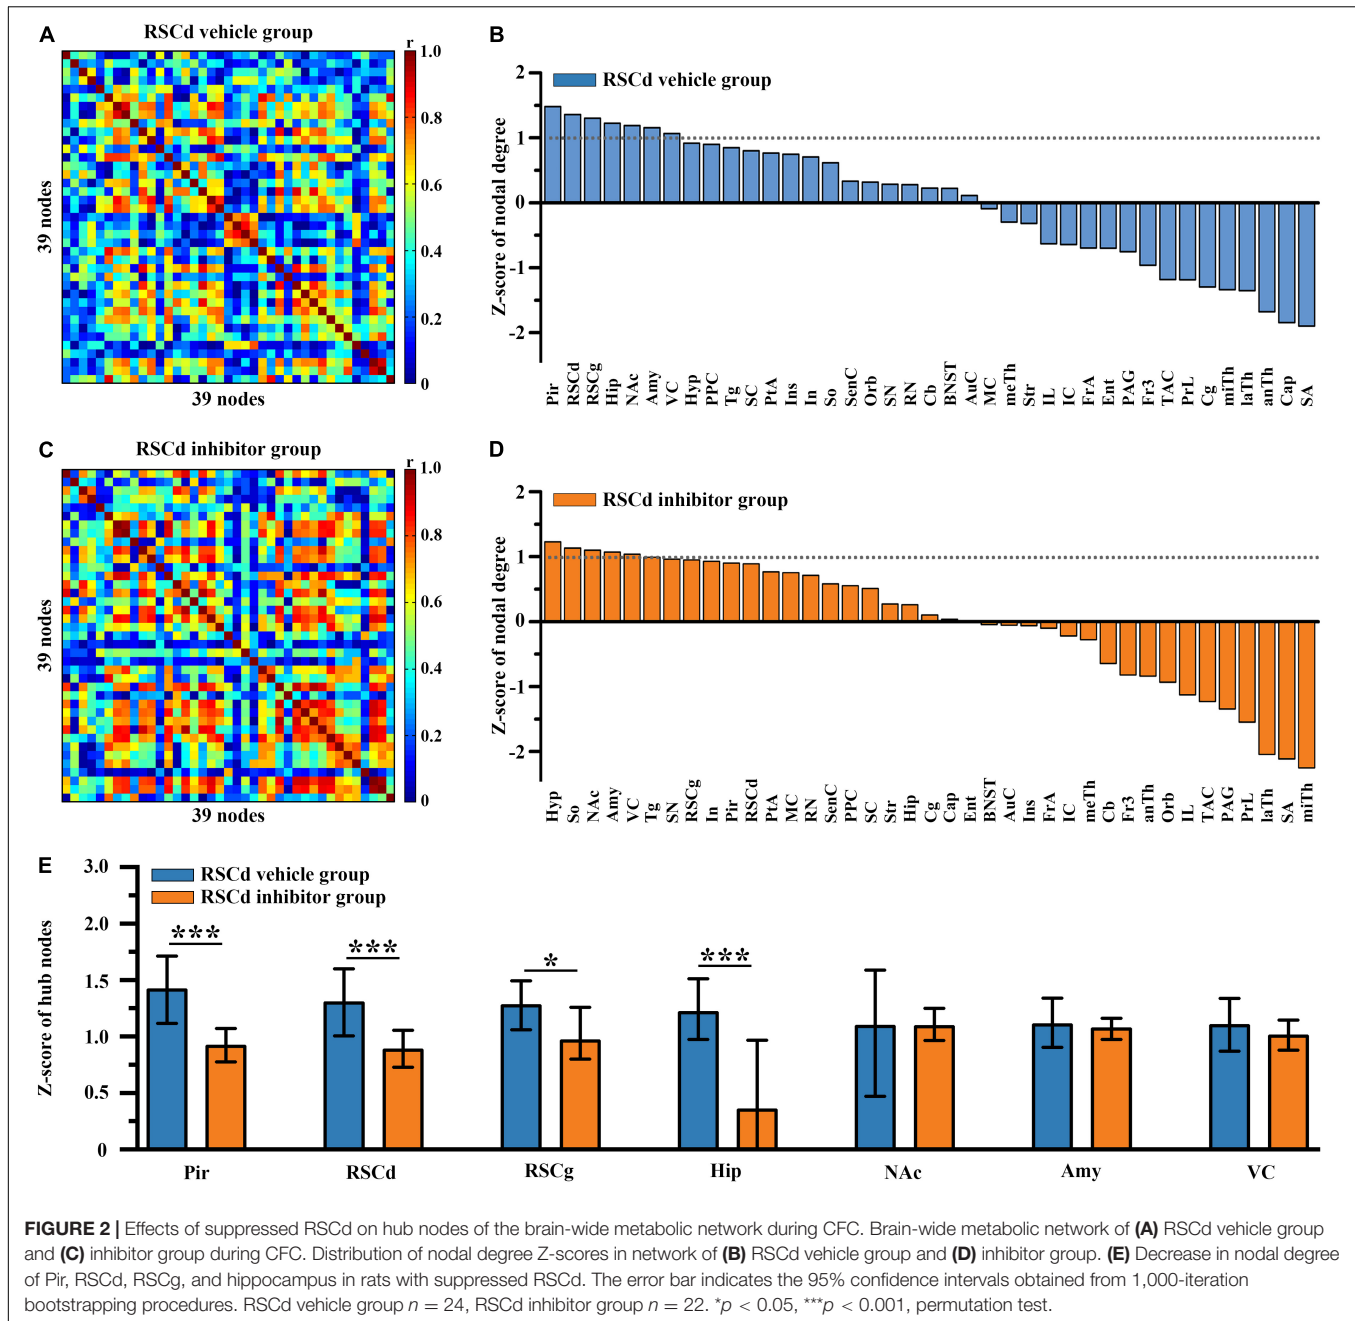 A
RSCd vehicle group
r
1.0
0.8
0.6
0.4
0.2
0
39 nodes
39 nodes
B
RSCd vehicle group
Z-score of nodal degree
2
1
0
-1
-2
Pir RSCd RSCg Hip NAc Amy VC Hyp PPC Tg SC PtA Ins In So SenC Orb SN RN Cb BNST AuC MC meTh Str IL IC FrA Ent PAG Fr3 TAC PrL Cg miTh laTh anTh Cap SA
C
RSCd inhibitor group
r
1.0
0.8
0.6
0.4
0.2
0
39 nodes
39 nodes
D
RSCd inhibitor group
Z-score of nodal degree
2
1
0
-1
-2
Hyp So NAc Amy VC Tg SN RSCg In Pir RSCd PtA MC RN SenC PPC SC Str Hip Cg Cap Ent BNST AuC Ins FrA IC meTh Cb Fr3 anTh Orb IL TAC PAG PrL laTh SA miTh
E
RSCd vehicle group
RSCd inhibitor group
Z-score of hub nodes
3.0
2.0
1.5
1.0
0.5
0
*** *** * ***
Pir RSCd RSCg Hip NAc Amy VC
FIGURE 2 | Effects of suppressed RSCd on hub nodes of the brain-wide metabolic network during CFC. Brain-wide metabolic network of (A) RSCd vehicle group
and (C) inhibitor group during CFC. Distribution of nodal degree Z-scores in network of (B) RSCd vehicle group and (D) inhibitor group. (E) Decrease in nodal degree
of Pir, RSCd, RSCg, and hippocampus in rats with suppressed RSCd. The error bar indicates the 95% confidence intervals obtained from 1,000-iteration
bootstrapping procedures. RSCd vehicle group n = 24, RSCd inhibitor group n = 22. *p < 0.05, ***p < 0.001, permutation test.